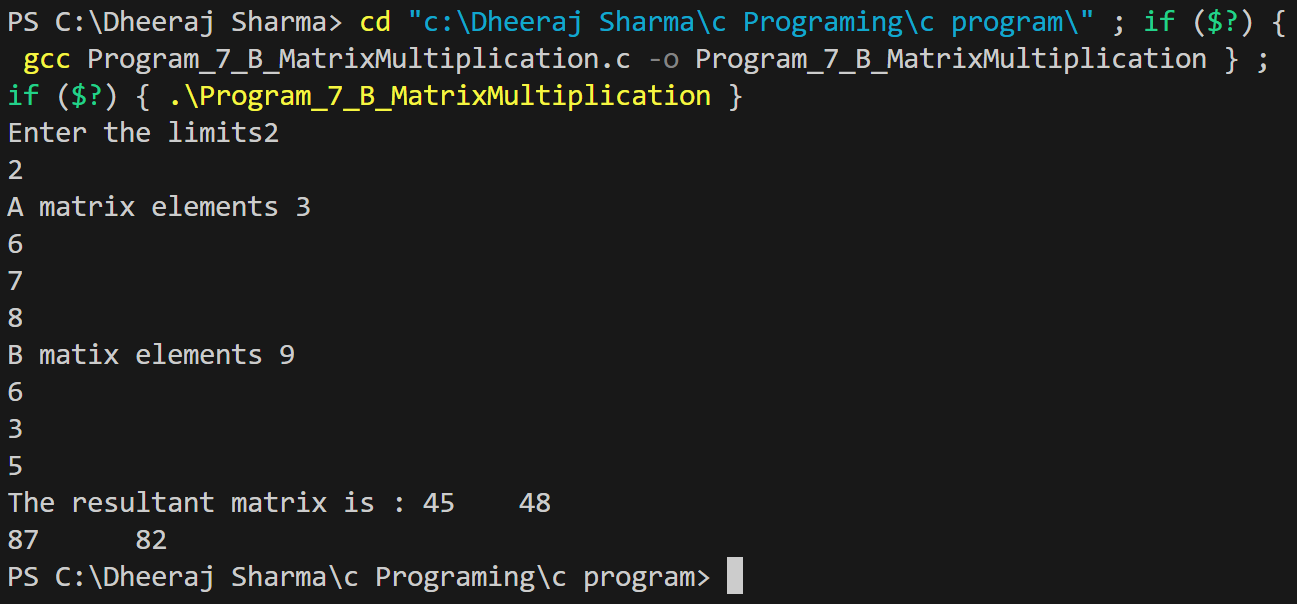 PS C:\Dheeraj Sharma> cd "c:\Dheeraj Sharma\c Programing\c program\" ; if ($?) {
 gcc Program_7_B_MatrixMultiplication.c -o Program_7_B_MatrixMultiplication } ;
if ($?) { .\Program_7_B_MatrixMultiplication }
Enter the limits2
2
A matrix elements 3
6
7
8
B matix elements 9
6
3
5
The resultant matrix is : 45    48
87      82
PS C:\Dheeraj Sharma\c Programing\c program>